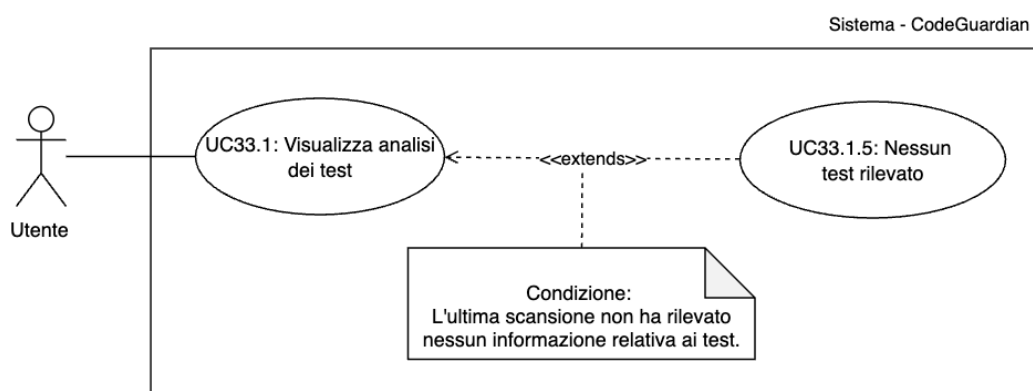 Sistema - CodeGuardian
UC33.1: Visualizza analisi
dei test
<<extends>>
UC33.1.5: Nessun
test rilevato
Utente
Condizione:
L'ultima scansione non ha rilevato
nessun informazione relativa ai test.